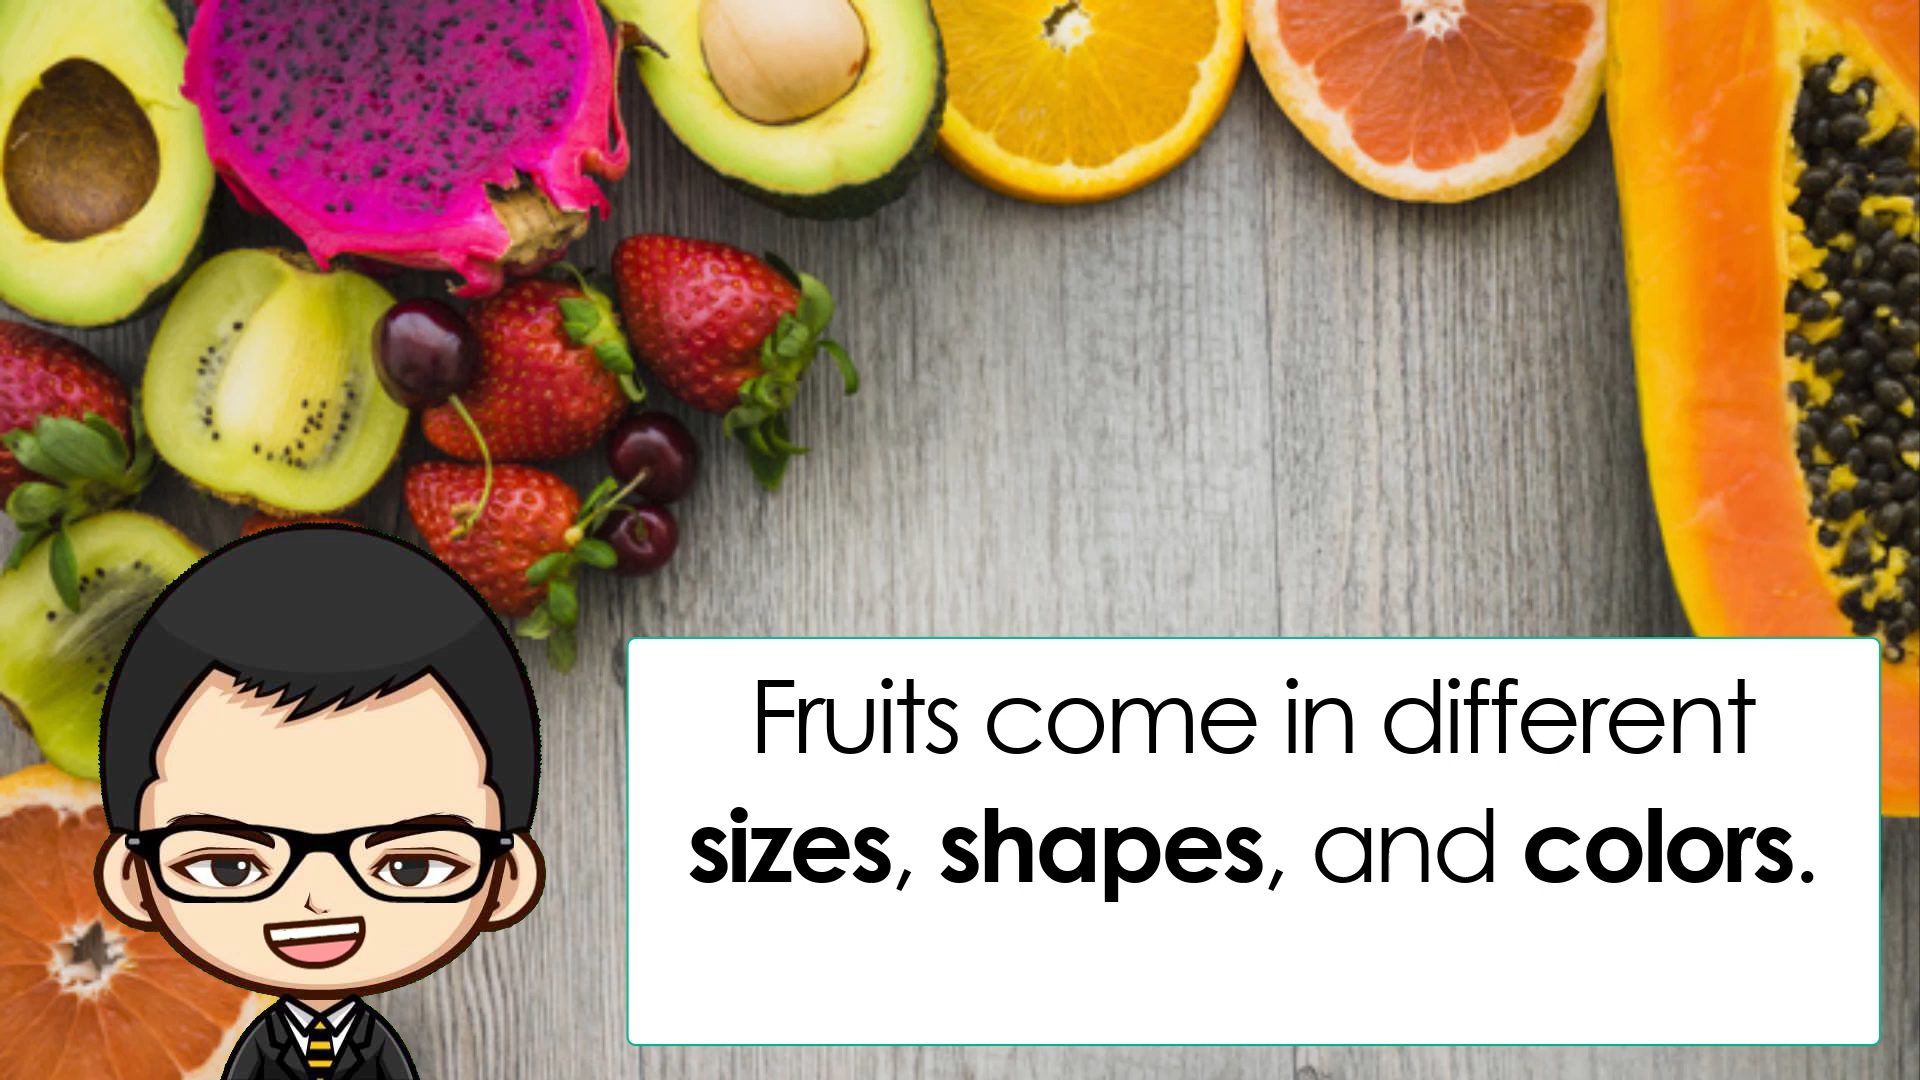 Fruits come in different
sizes, shapes, and colors.